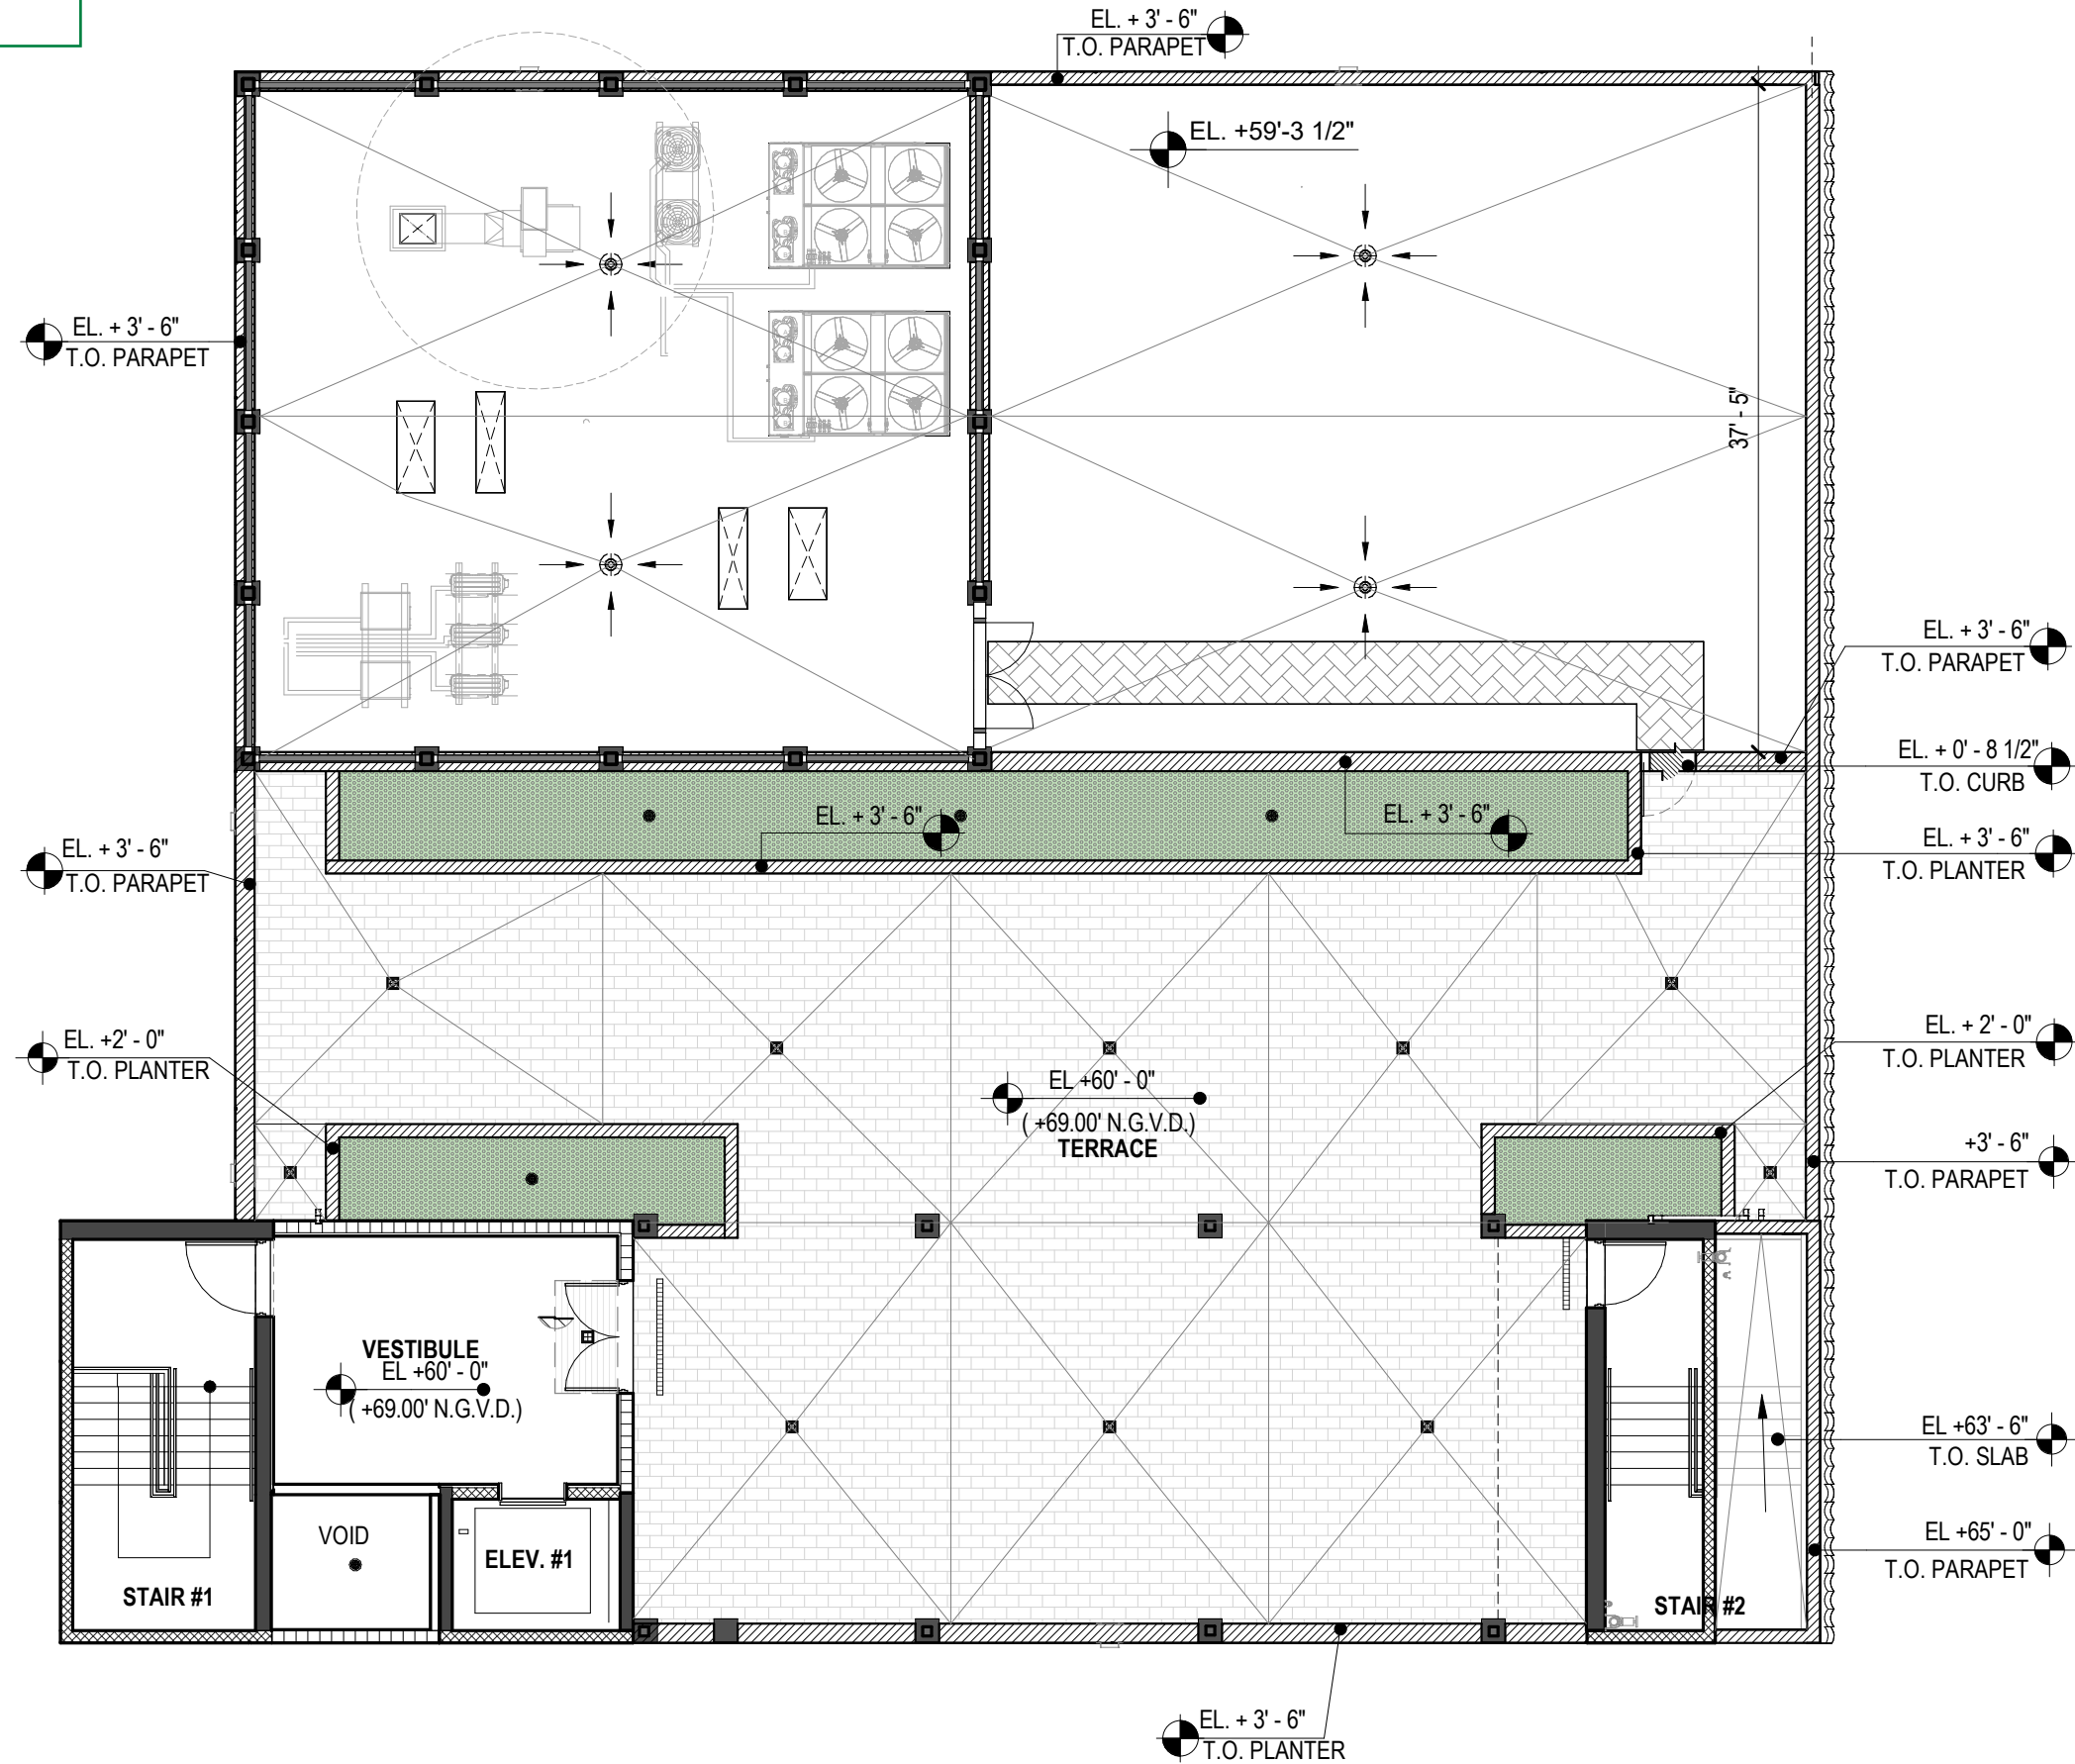 EL. + 3' - 6"
T.O. PARAPET
EL. +59'-3 1/2"
EL. + 3' - 6"
T.O. PARAPET
37' - 5"
EL. + 3' - 6"
T.O. PARAPET
EL. + 0' - 8 1/2"
T.O. CURB
EL. + 3' - 6"
EL. + 3' - 6"
EL. + 3' - 6"
T.O. PLANTER
EL. + 3' - 6"
T.O. PARAPET
EL. +2' - 0"
T.O. PLANTER
EL +60' - 0"
( +69.00' N.G.V.D.)
TERRACE
EL. + 2' - 0"
T.O. PLANTER
+3' - 6"
T.O. PARAPET
VESTIBULE
EL +60' - 0"
( +69.00' N.G.V.D.)
EL +63' - 6"
T.O. SLAB
VOID
ELEV. #1
STAIR #1
EL +65' - 0"
T.O. PARAPET
STAIR #2
EL. + 3' - 6"
T.O. PLANTER